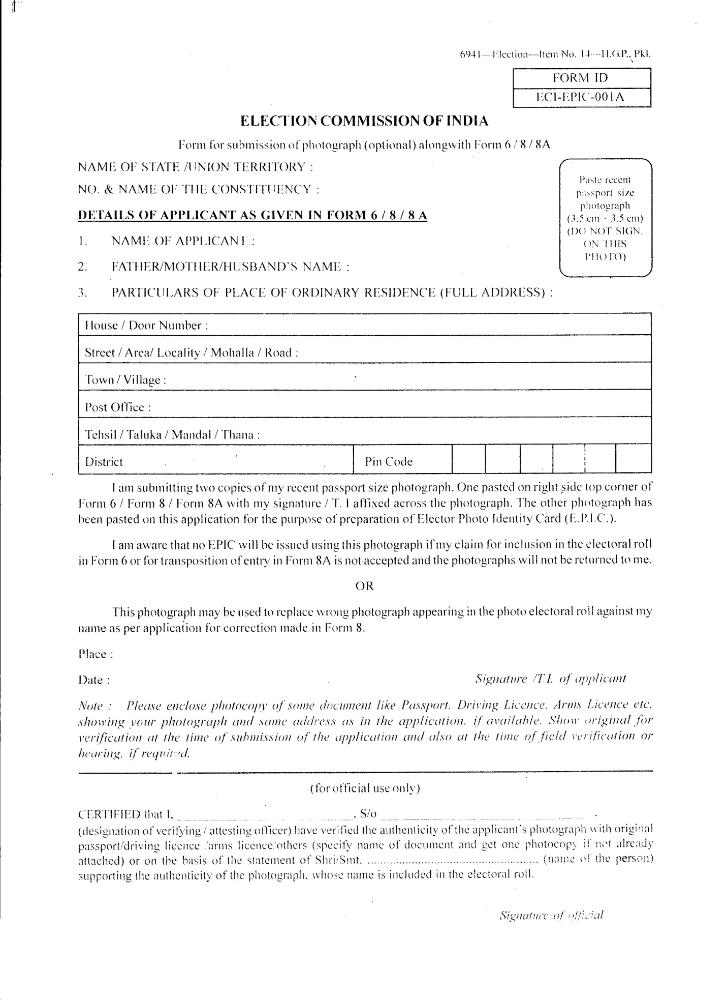 6941—Election—Item No. 14—H.G.P., Pkl.
FORM ID
ECI-EPIC-001A
ELECTION COMMISSION OF INDIA
Form for submission of photograph (optional) alongwith Form 6 / 8 / 8A
NAME OF STATE /UNION TERRITORY :
NO. & NAME OF THE CONSTITUENCY :
Paste recent
passport size
photograph
(3.5 cm · 3.5 cm)
(DO NOT SIGN.
ON THIS
PHOTO)
DETAILS OF APPLICANT AS GIVEN IN FORM 6 / 8 / 8 A
1. NAME OF APPLICANT :
2. FATHER/MOTHER/HUSBAND'S NAME :
3. PARTICULARS OF PLACE OF ORDINARY RESIDENCE (FULL ADDRESS) :
House / Door Number :
Street / Area/ Locality / Mohalla / Road :
Town / Village :
Post Office :
Tehsil / Taluka / Mandal / Thana :
District Pin Code
I am submitting two copies of my recent passport size photograph. One pasted on right side top corner of
Form 6 / Form 8 / Form 8A with my signature / T. I affixed across the photograph. The other photograph has
been pasted on this application for the purpose of preparation of Elector Photo Identity Card (E.P.I.C.).
I am aware that no EPIC will be issued using this photograph if my claim for inclusion in the electoral roll
in Form 6 or for transposition of entry in Form 8A is not accepted and the photographs will not be returned to me.
OR
This photograph may be used to replace wrong photograph appearing in the photo electoral roll against my
name as per application for correction made in Form 8.
Place :
Date : Signature /T.I. of applicant
Note : Please enclose photocopy of some document like Passport, Driving Licence, Arms Licence etc.
showing your photograph and same address as in the application, if available. Show original for
verification at the time of submission of the application and also at the time of field verification or
hearing, if required.
(for official use only)
CERTIFIED that I, ...................., S/o ....................
(designation of verifying / attesting officer) have verified the authenticity of the applicant's photograph with original
passport/driving licence /arms licence/others (specify name of document and get one photocopy if not already
attached) or on the basis of the statement of Shri/Smt. .................... (name of the person)
supporting the authenticity of the photograph, whose name is included in the electoral roll.
Signature of official